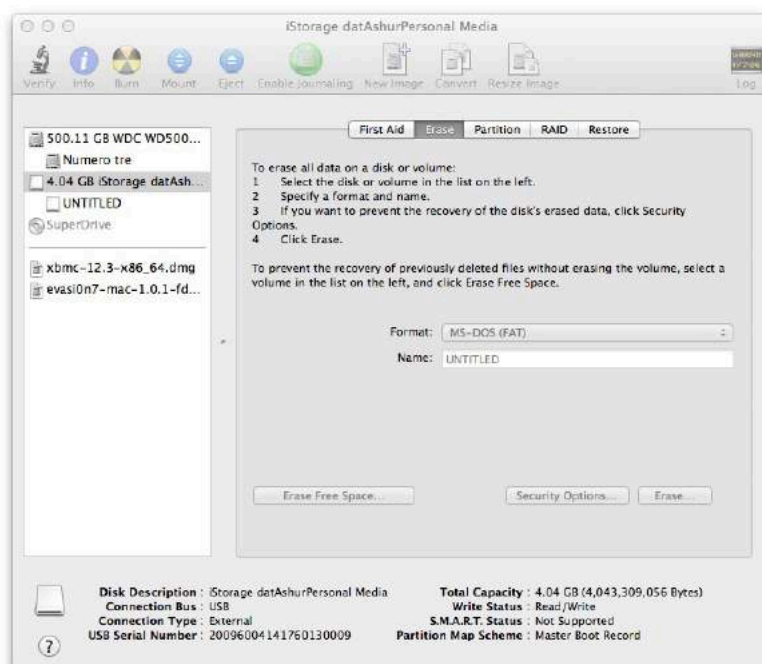 iStorage datAshurPersonal Media
Verify Info Burn Mount Eject Enable Journaling New Image Convert Resize Image Log
500.11 GB WDC WD500...
Numero tre
4.04 GB iStorage datAsh...
UNTITLED
SuperDrive
xbmc-12.3-x86_64.dmg
evasi0n7-mac-1.0.1-fd...
First Aid Erase Partition RAID Restore
To erase all data on a disk or volume:
1 Select the disk or volume in the list on the left.
2 Specify a format and name.
3 If you want to prevent the recovery of the disk's erased data, click Security
Options.
4 Click Erase.
To prevent the recovery of previously deleted files without erasing the volume, select a
volume in the list on the left, and click Erase Free Space.
Format: MS-DOS (FAT)
Name: UNTITLED
Erase Free Space... Security Options... Erase...
Disk Description : iStorage datAshurPersonal Media
Connection Bus : USB
Connection Type : External
USB Serial Number : 20096004141760130009
Total Capacity : 4.04 GB (4,043,309,056 Bytes)
Write Status : Read/Write
S.M.A.R.T. Status : Not Supported
Partition Map Scheme : Master Boot Record
?